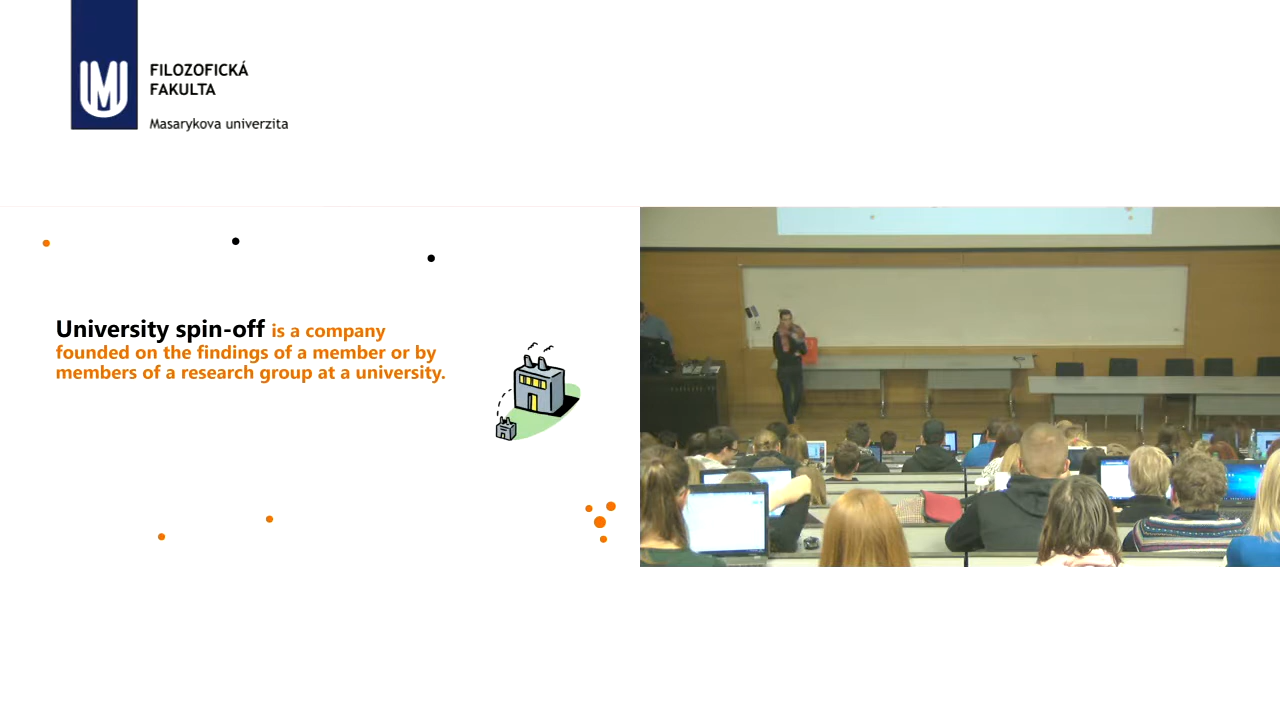 FILOZOFICKÁ
FAKULTA
Masarykova univerzita
University spin-off is a company
founded on the findings of a member or by
members of a research group at a university.